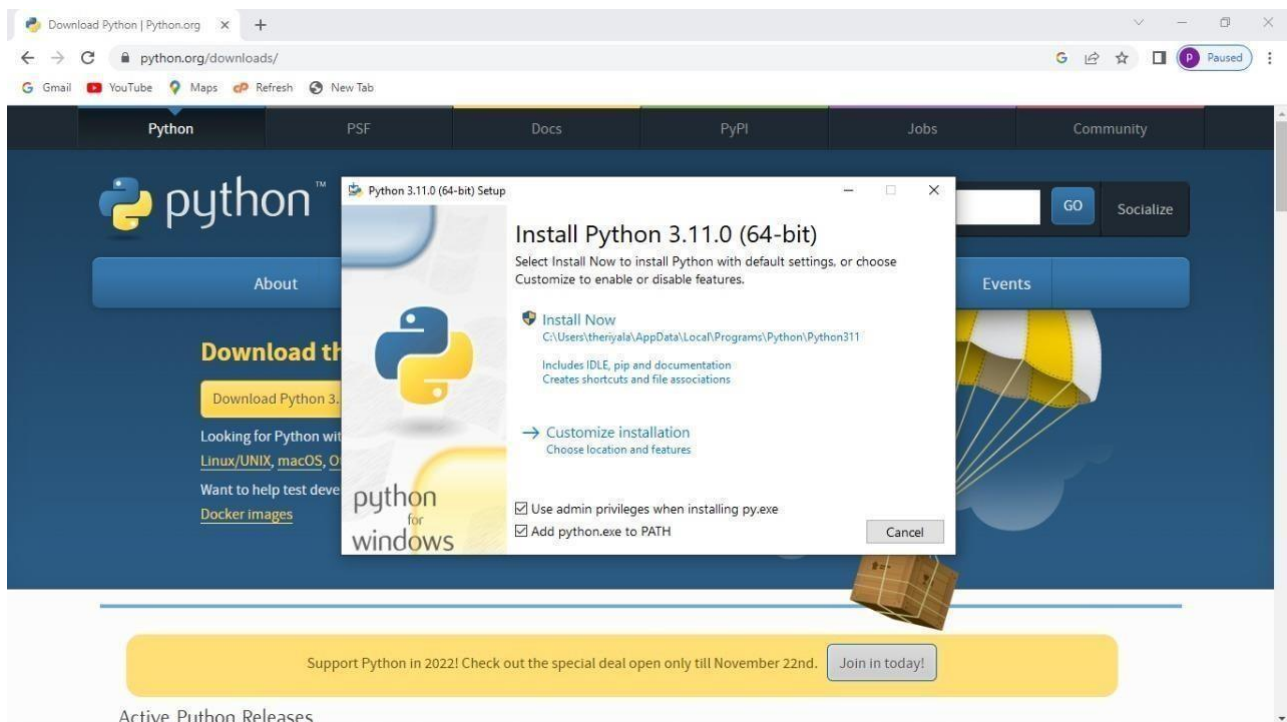 Download Python | Python.org
python.org/downloads/
G
P
Paused
G Gmail
YouTube
Maps
Refresh
New Tab
Python
PSF
Docs
PyPI
Jobs
Community
python™
GO
Socialize
About
Events
Download th
Download Python 3.
Looking for Python wit
Linux/UNIX, macOS, O
Want to help test deve
Docker images
Python 3.11.0 (64-bit) Setup
Install Python 3.11.0 (64-bit)
Select Install Now to install Python with default settings, or choose
Customize to enable or disable features.
Install Now
C:\Users\theriyala\AppData\Local\Programs\Python\Python311
Includes IDLE, pip and documentation
Creates shortcuts and file associations
Customize installation
Choose location and features
python
for
windows
Use admin privileges when installing py.exe
Add python.exe to PATH
Cancel
Support Python in 2022! Check out the special deal open only till November 22nd.
Join in today!
Active Python Releases